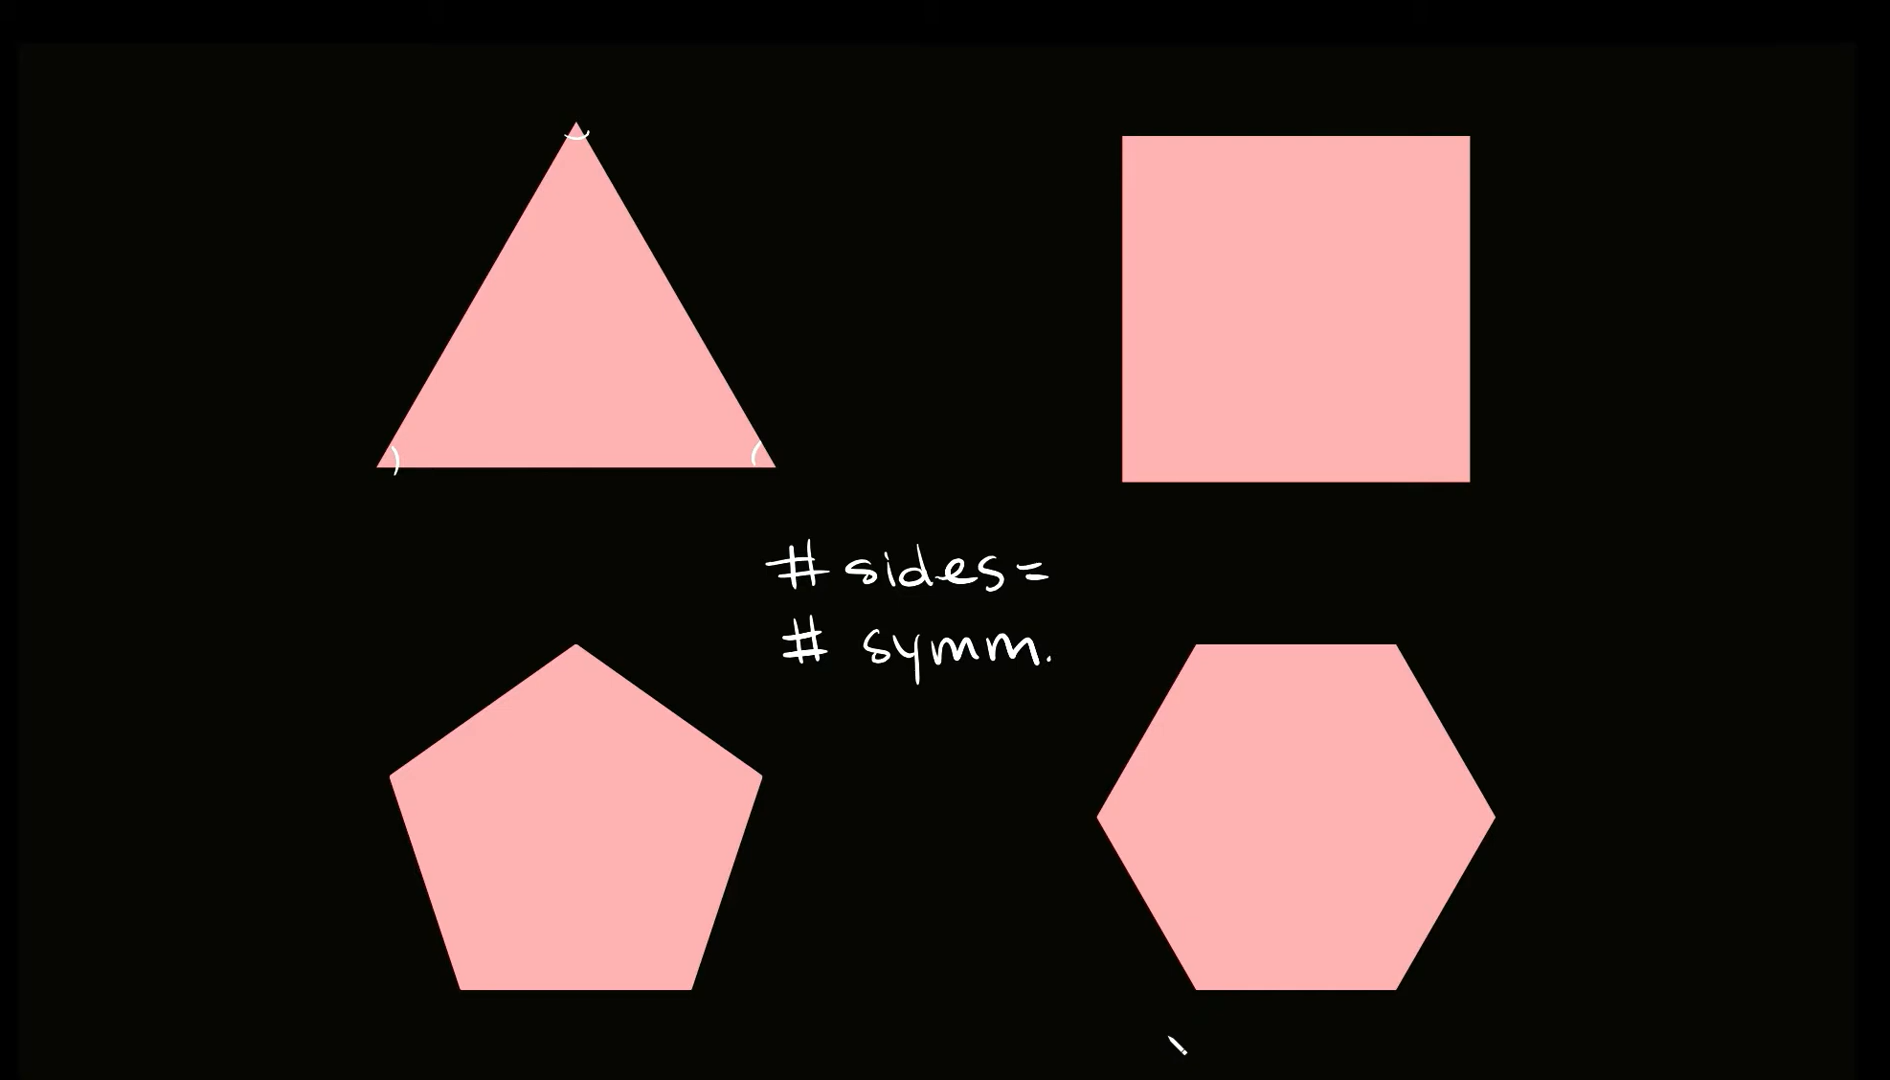 # sides=
# symm.